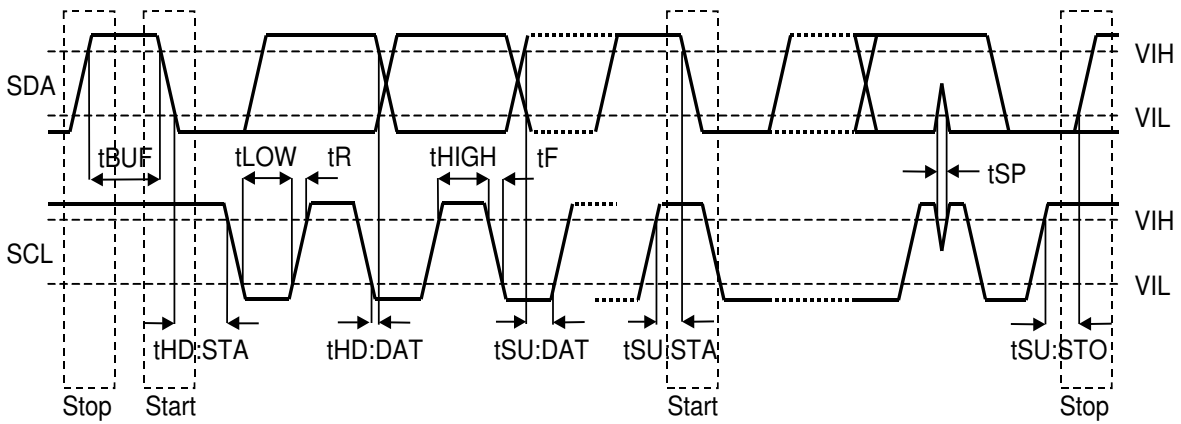 VIH
SDA
VIL
tBUF tLOW tR tHIGH tF
tSP
VIH
SCL
VIL
tHD:STA tHD:DAT tSU:DAT tSU:STA tSU:STO
Stop Start Start Stop